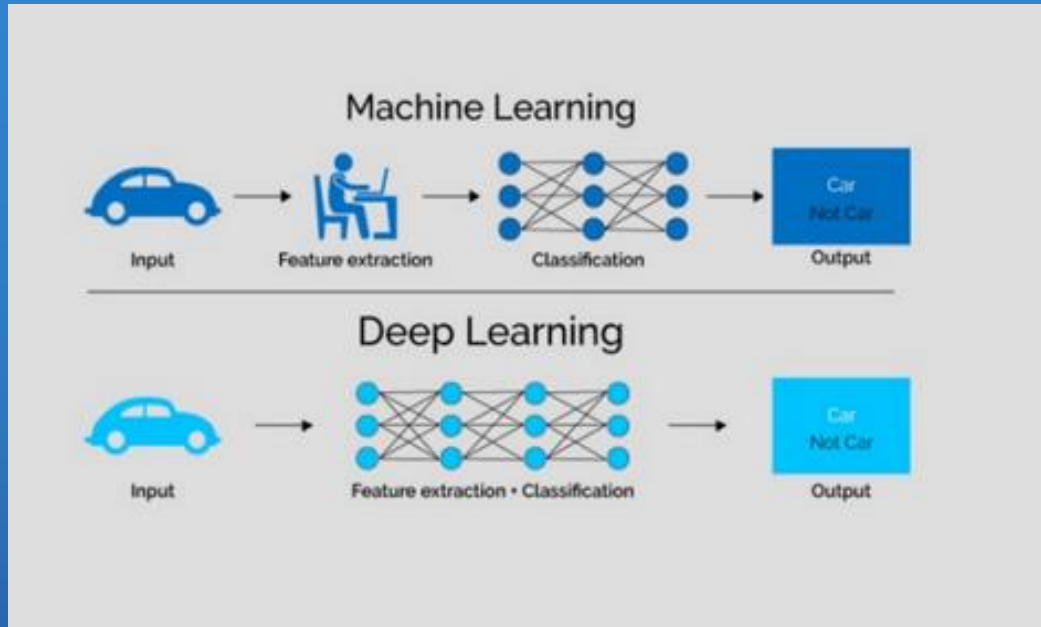 Machine Learning
Car
Not Car
Input
Feature extraction
Classification
Output
Deep Learning
Car
Not Car
Input
Feature extraction + Classification
Output